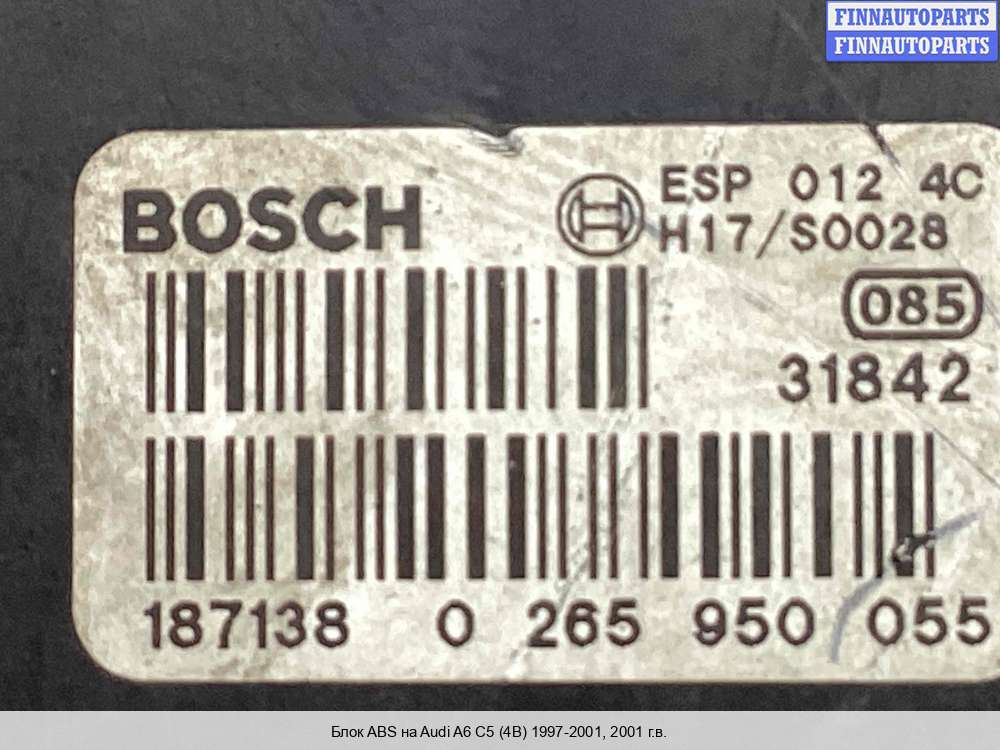 FINNAUTOPARTS
FINNAUTOPARTS
BOSCH
ESP 012 4C
H17/S0028
085
31842
187138 0 265 950 055
Блок ABS на Audi A6 C5 (4B) 1997-2001, 2001 г.в.